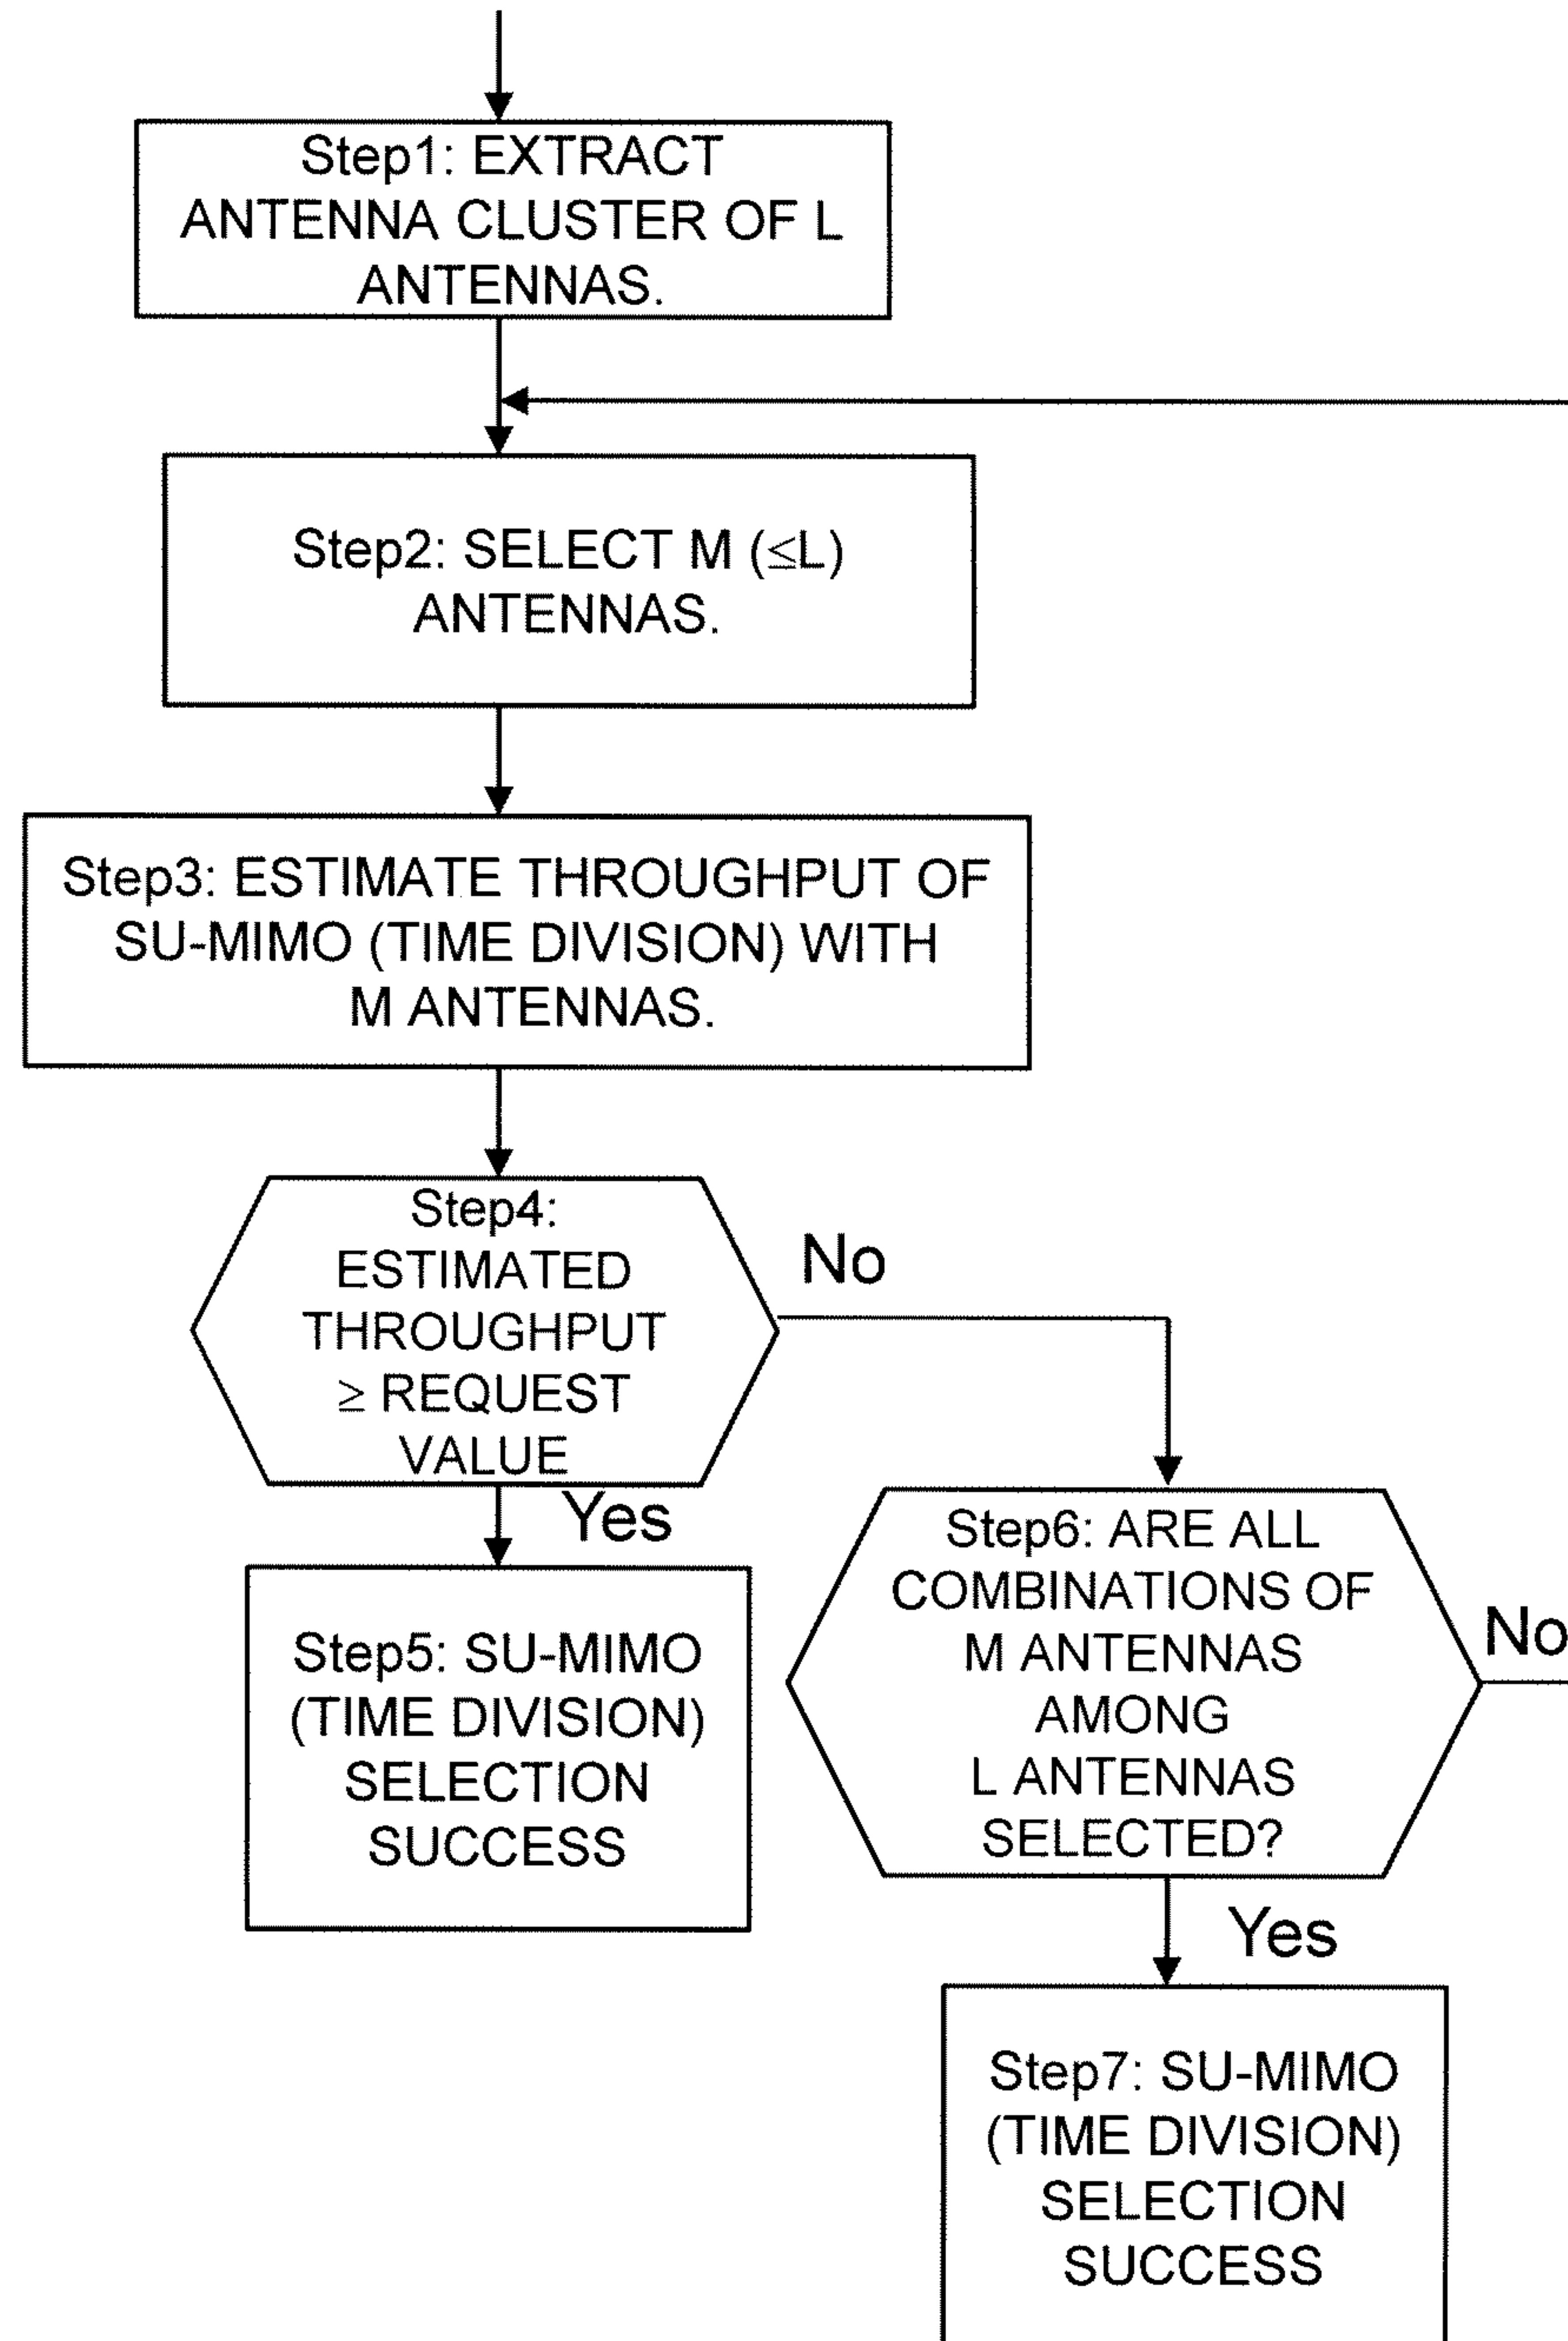 Step1: EXTRACT
ANTENNA CLUSTER OF L
ANTENNAS.
Step2: SELECT M (≤L)
ANTENNAS.
Step3: ESTIMATE THROUGHPUT OF
SU-MIMO (TIME DIVISION) WITH
M ANTENNAS.
Step4:
ESTIMATED
THROUGHPUT
≥ REQUEST
VALUE
No
Yes
Step5: SU-MIMO
(TIME DIVISION)
SELECTION
SUCCESS
Step6: ARE ALL
COMBINATIONS OF
M ANTENNAS
AMONG
L ANTENNAS
SELECTED?
No
Yes
Step7: SU-MIMO
(TIME DIVISION)
SELECTION
SUCCESS